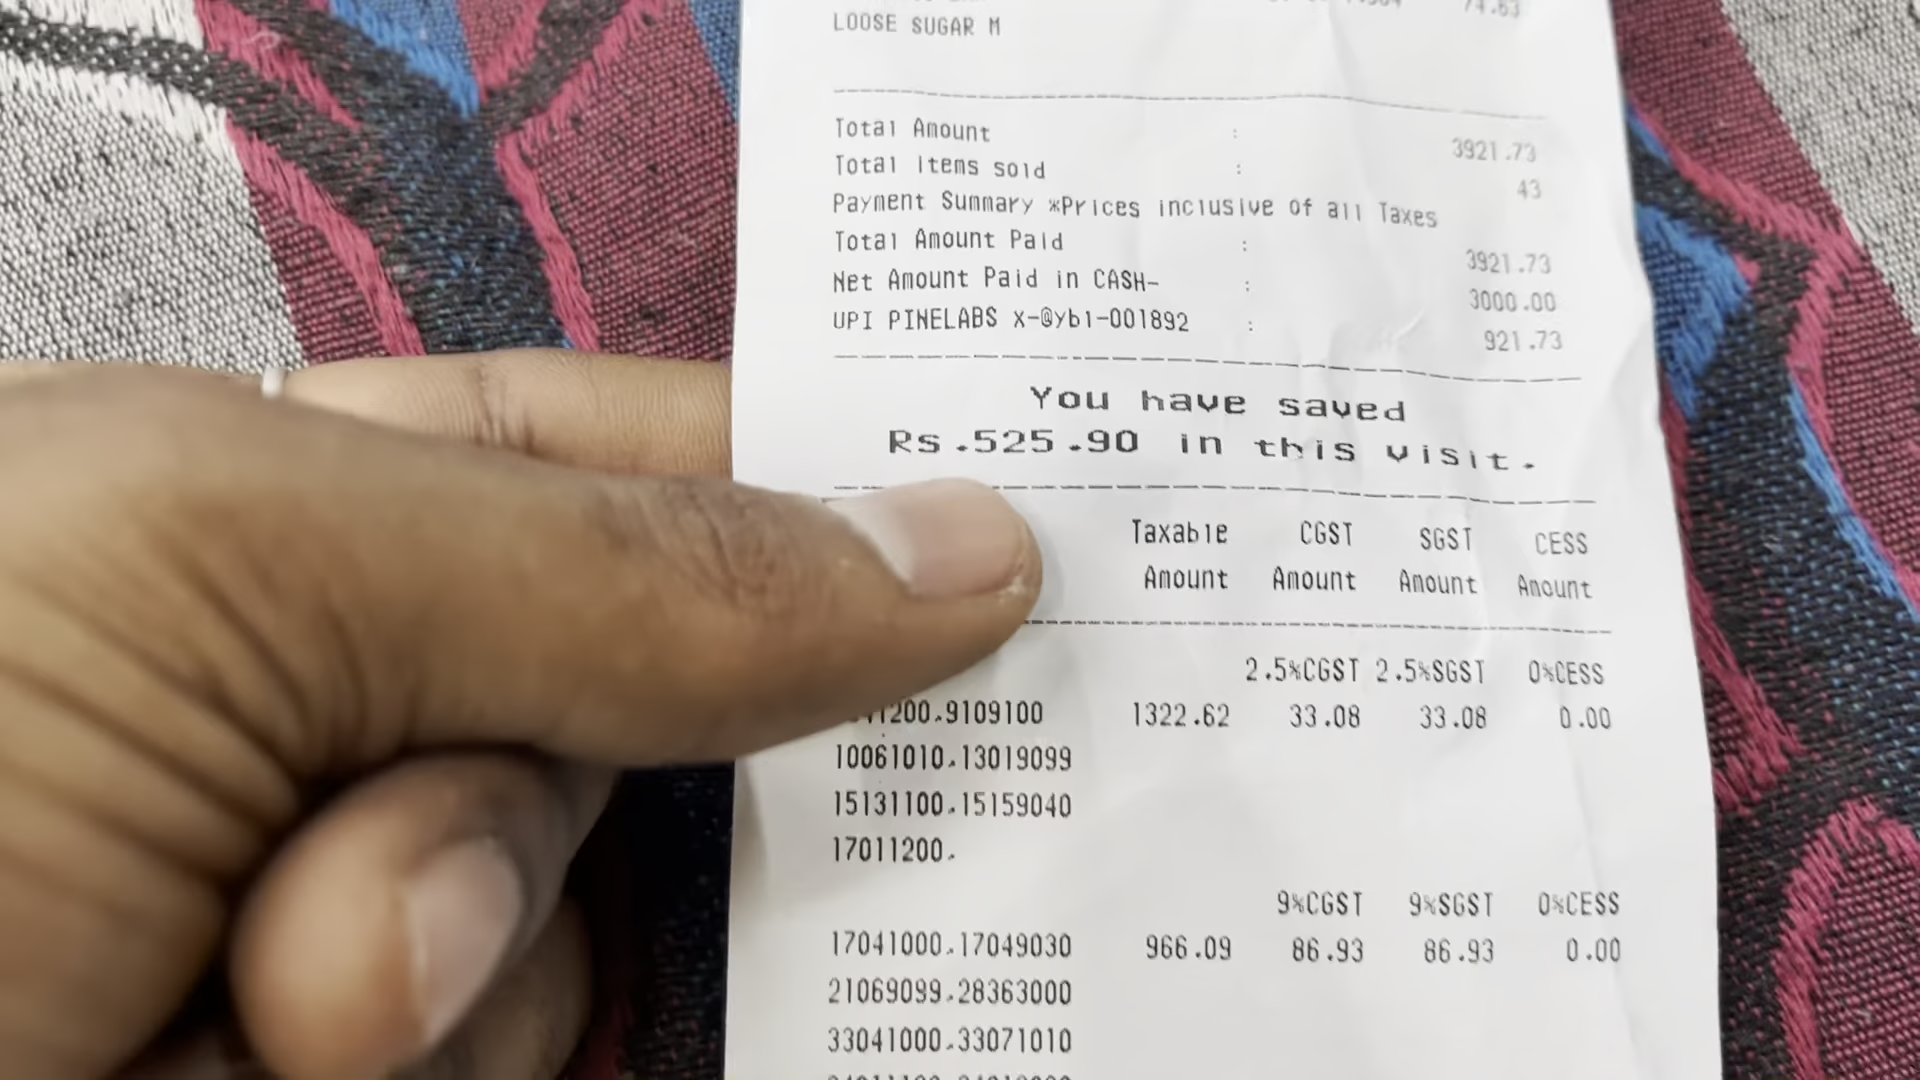 74.63
LOOSE SUGAR M
Total Amount : 3921.73
Total items sold : 43
Payment Summary *Prices inclusive of all Taxes
Total Amount Paid : 3921.73
Net Amount Paid in CASH- : 3000.00
UPI PINELABS X-@ybl-001892 : 921.73
You have saved
Rs.525.90 in this visit.
Taxable CGST SGST CESS
Amount Amount Amount Amount
2.5%CGST 2.5%SGST 0%CESS
9109100 1322.62 33.08 33.08 0.00
10061010,13019099
15131100,15159040
17011200,
9%CGST 9%SGST 0%CESS
17041000,17049030 966.09 86.93 86.93 0.00
21069099,28363000
33041000,33071010